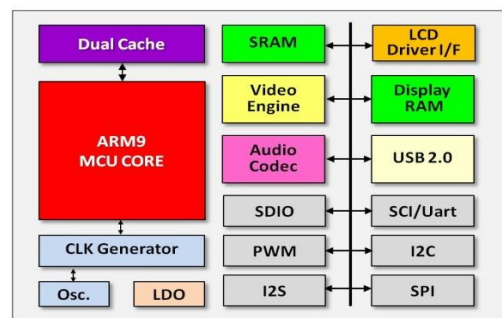 Dual Cache
ARM9
MCU CORE
CLK Generator
Osc.
LDO
SRAM
LCD
Driver I/F
Video
Engine
Display
RAM
Audio
Codec
USB 2.0
SDIO
SCI/Uart
PWM
I2C
I2S
SPI